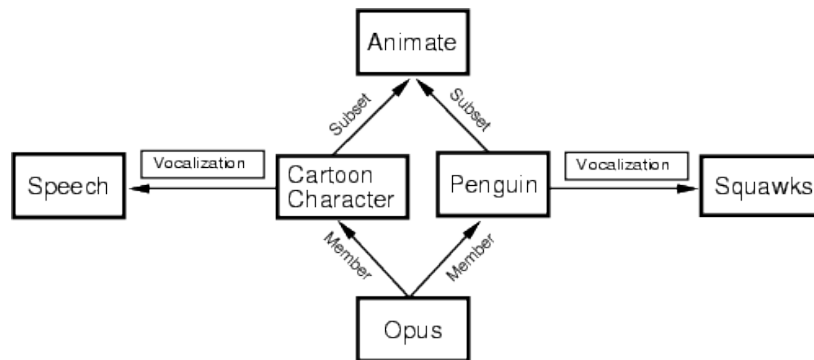 Animate
Subset
Subset
Speech
Vocalization
Cartoon
Character
Penguin
Vocalization
Squawks
Member
Member
Opus